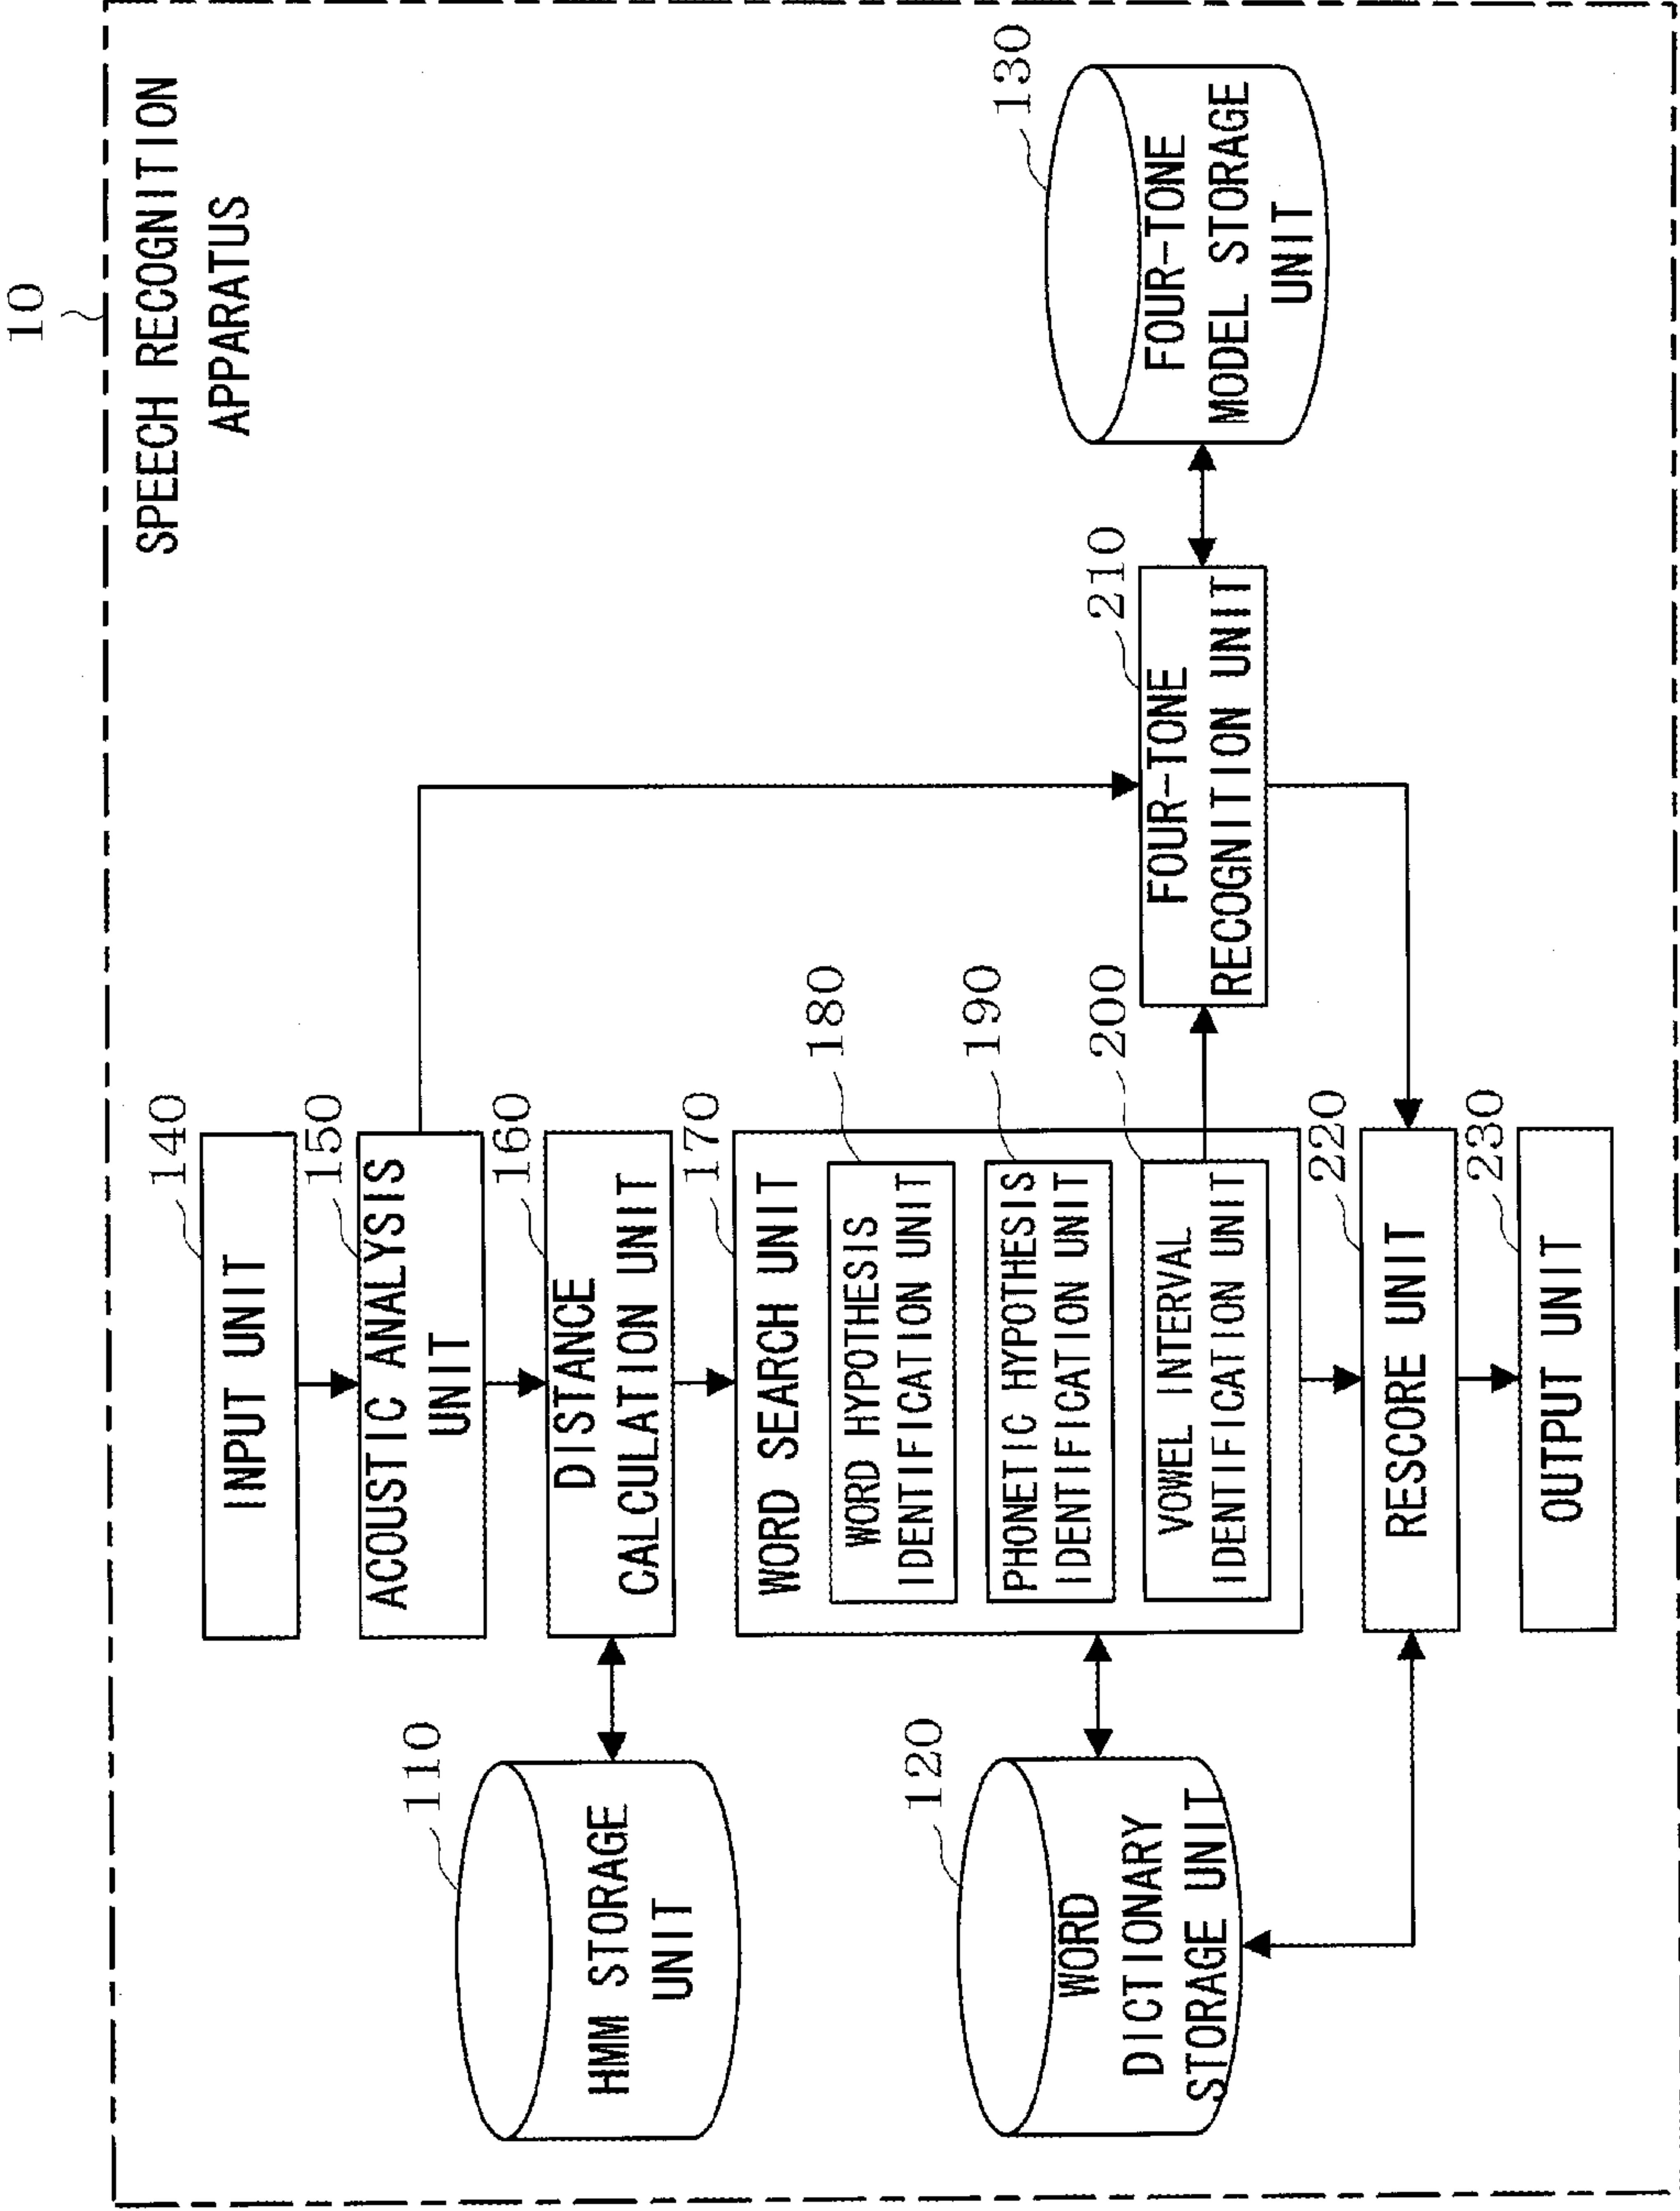 10
SPEECH RECOGNITION
APPARATUS
140
INPUT UNIT
150
ACOUSTIC ANALYSIS
UNIT
110
HMM STORAGE
UNIT
160
DISTANCE
CALCULATION UNIT
170
WORD SEARCH UNIT
180
WORD HYPOTHESIS
IDENTIFICATION UNIT
120
WORD
DICTIONARY
STORAGE UNIT
190
PHONETIC HYPOTHESIS
IDENTIFICATION UNIT
200
VOWEL INTERVAL
IDENTIFICATION UNIT
210
FOUR-TONE
RECOGNITION UNIT
130
FOUR-TONE
MODEL STORAGE
UNIT
220
RESCORE UNIT
230
OUTPUT UNIT